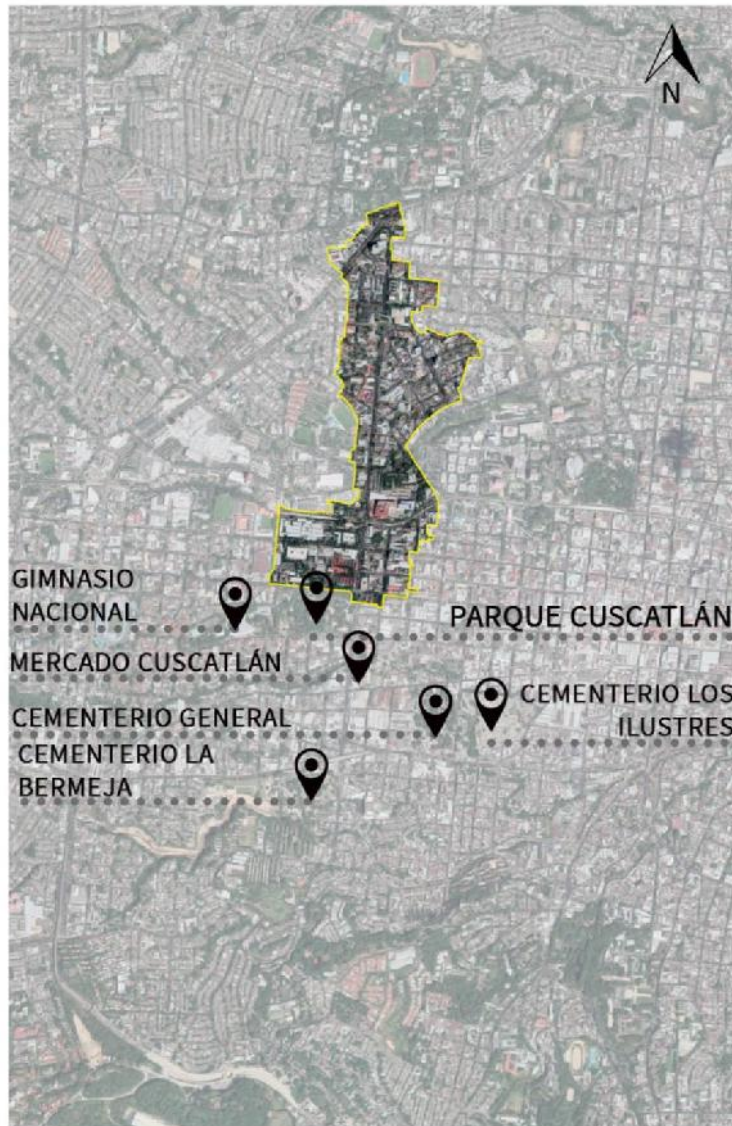 N
GIMNASIO
NACIONAL
PARQUE CUSCATLÁN
MERCADO CUSCATLÁN
CEMENTERIO GENERAL
CEMENTERIO LOS
ILUSTRES
CEMENTERIO LA
BERMEJA